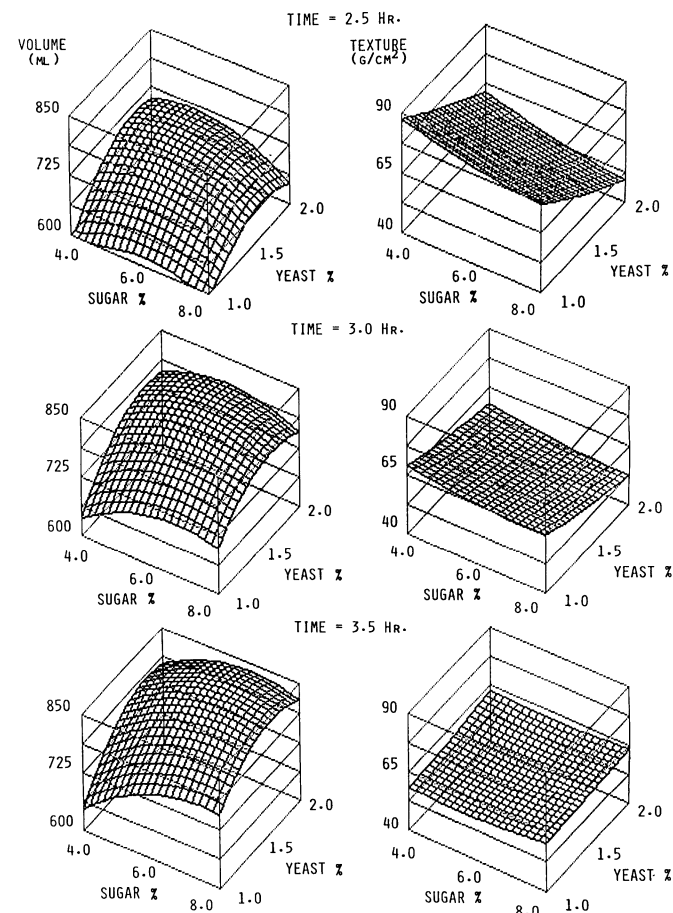 TIME = 2.5 HR.
VOLUME
(ML)
850
725
600
4.0
6.0
8.0
SUGAR %
1.0
1.5
2.0
YEAST %
TEXTURE
(G/CM²)
90
65
40
4.0
6.0
8.0
SUGAR %
1.0
1.5
2.0
YEAST %
TIME = 3.0 HR.
850
725
600
4.0
6.0
8.0
SUGAR %
1.0
1.5
2.0
YEAST %
90
65
40
4.0
6.0
8.0
SUGAR %
1.0
1.5
2.0
YEAST %
TIME = 3.5 HR.
850
725
600
4.0
6.0
8.0
SUGAR %
1.0
1.5
2.0
YEAST %
90
65
40
4.0
6.0
8.0
SUGAR %
1.0
1.5
2.0
YEAST %